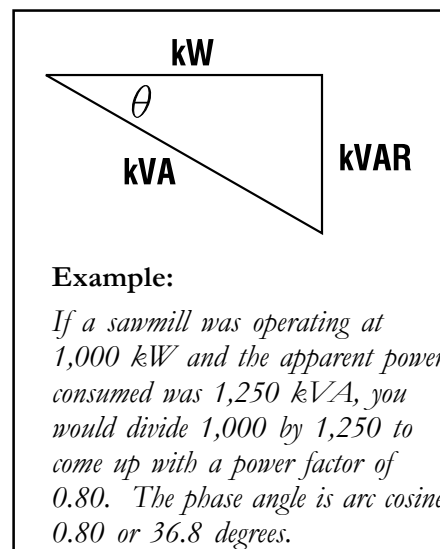 kW
θ
kVA
kVAR
Example:
If a sawmill was operating at
1,000 kW and the apparent power
consumed was 1,250 kVA, you
would divide 1,000 by 1,250 to
come up with a power factor of
0.80. The phase angle is arc cosine
0.80 or 36.8 degrees.